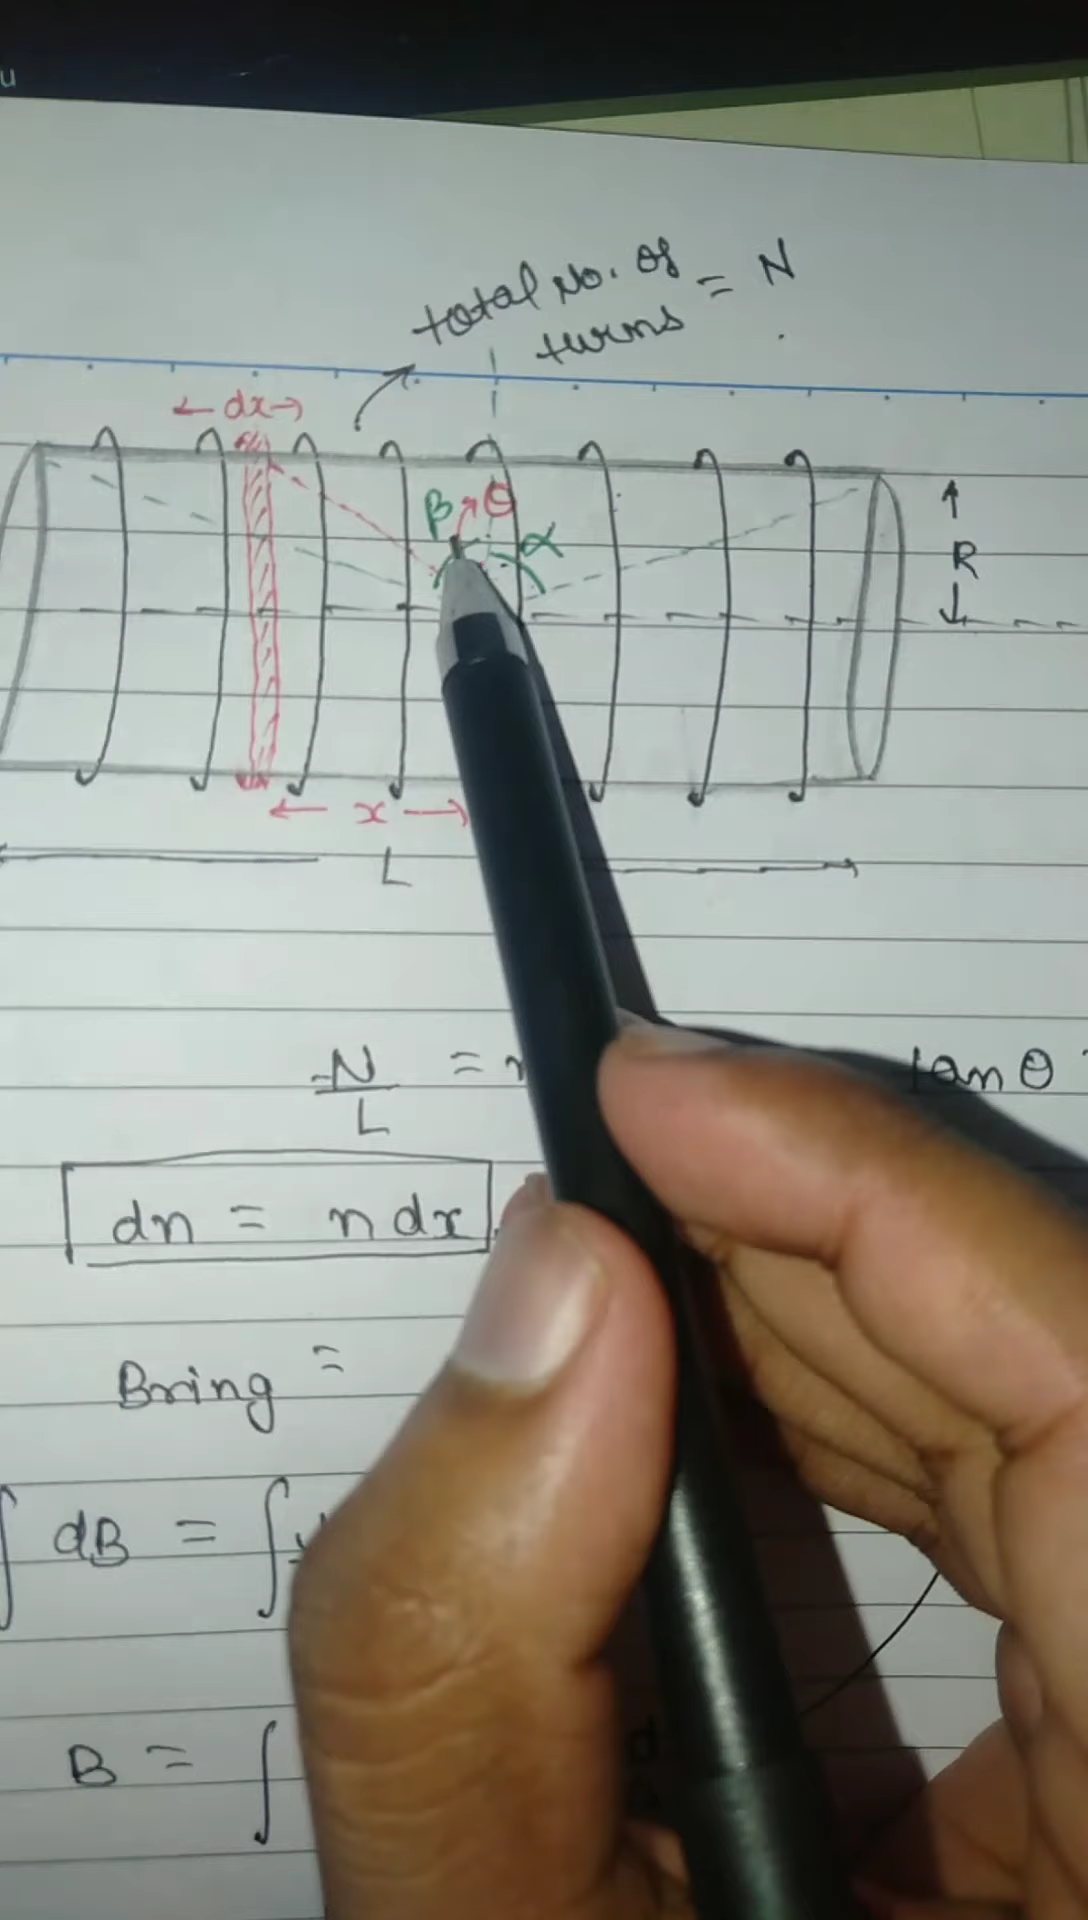 u
total No. of
turns = N
← dx →
β θ α
R
← x →
L
N/L =
tan θ
dn = n dx
Bring =
∫ dB = ∫
B = ∫